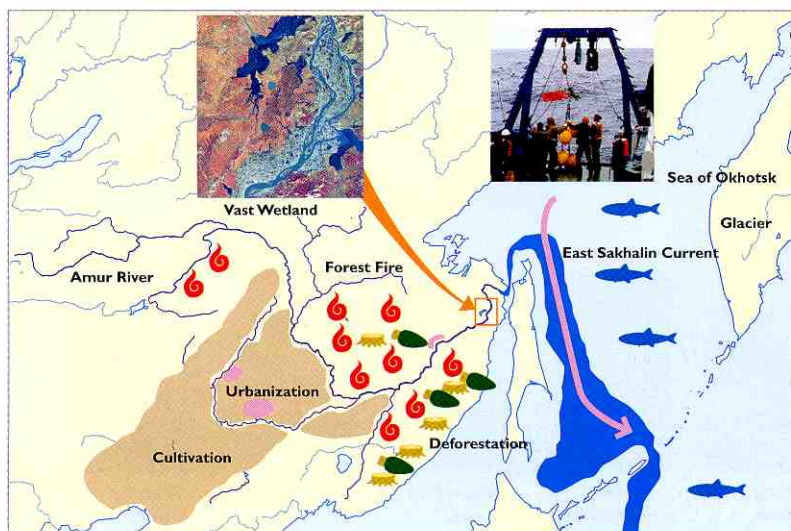 Vast Wetland
Sea of Okhotsk
Glacier
East Sakhalin Current
Forest Fire
Amur River
Urbanization
Deforestation
Cultivation